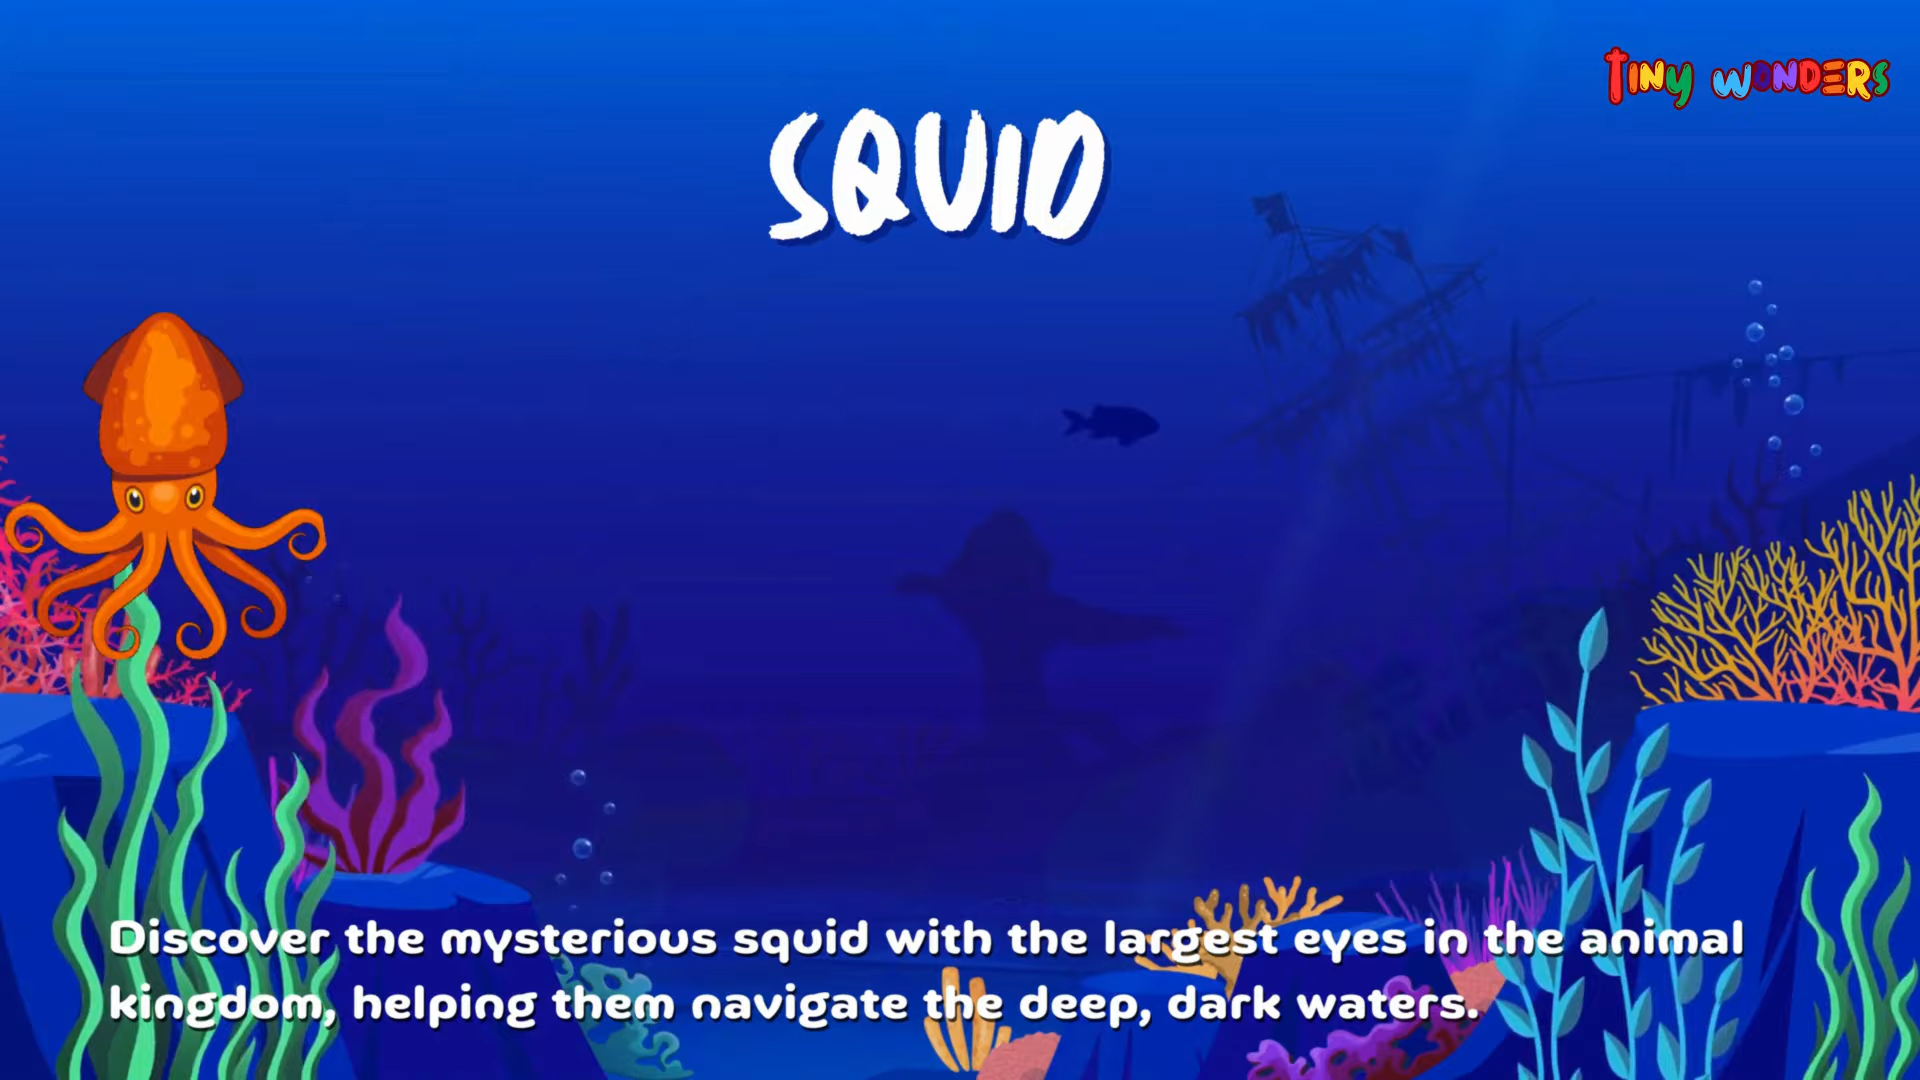 TINY WONDERS
SQUID
Discover the mysterious squid with the largest eyes in the animal
kingdom, helping them navigate the deep, dark waters.